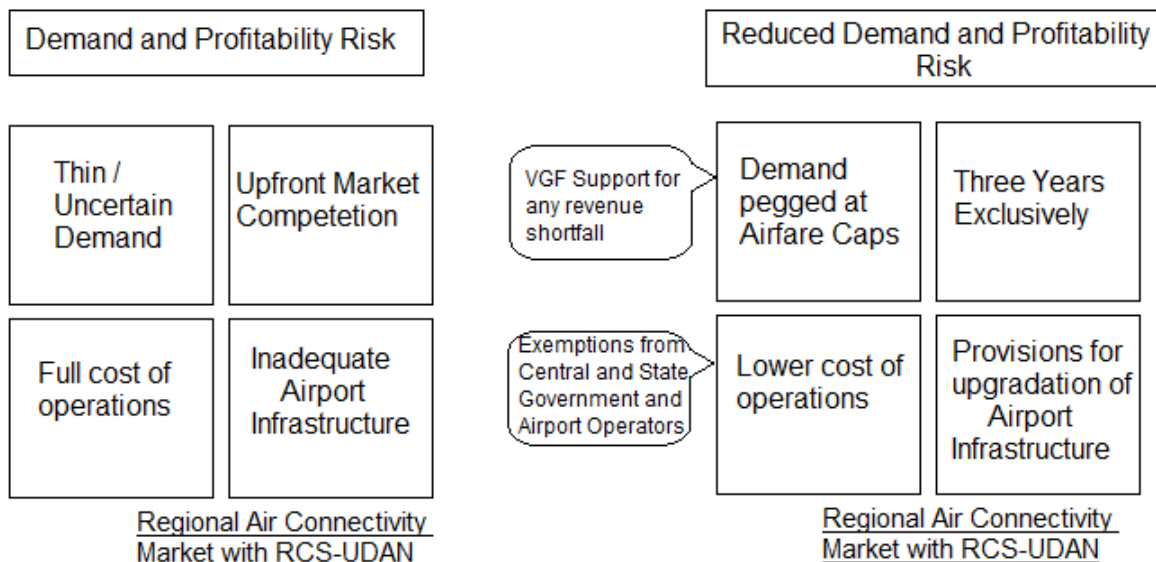 Demand and Profitability Risk
Thin /
Uncertain
Demand
Upfront Market
Competetion
Full cost of
operations
Inadequate
Airport
Infrastructure
Regional Air Connectivity
Market with RCS-UDAN
Reduced Demand and Profitability
Risk
VGF Support for
any revenue
shortfall
Demand
pegged at
Airfare Caps
Three Years
Exclusively
Exemptions from
Central and State
Government and
Airport Operators
Lower cost of
operations
Provisions for
upgradation of
Airport
Infrastructure
Regional Air Connectivity
Market with RCS-UDAN